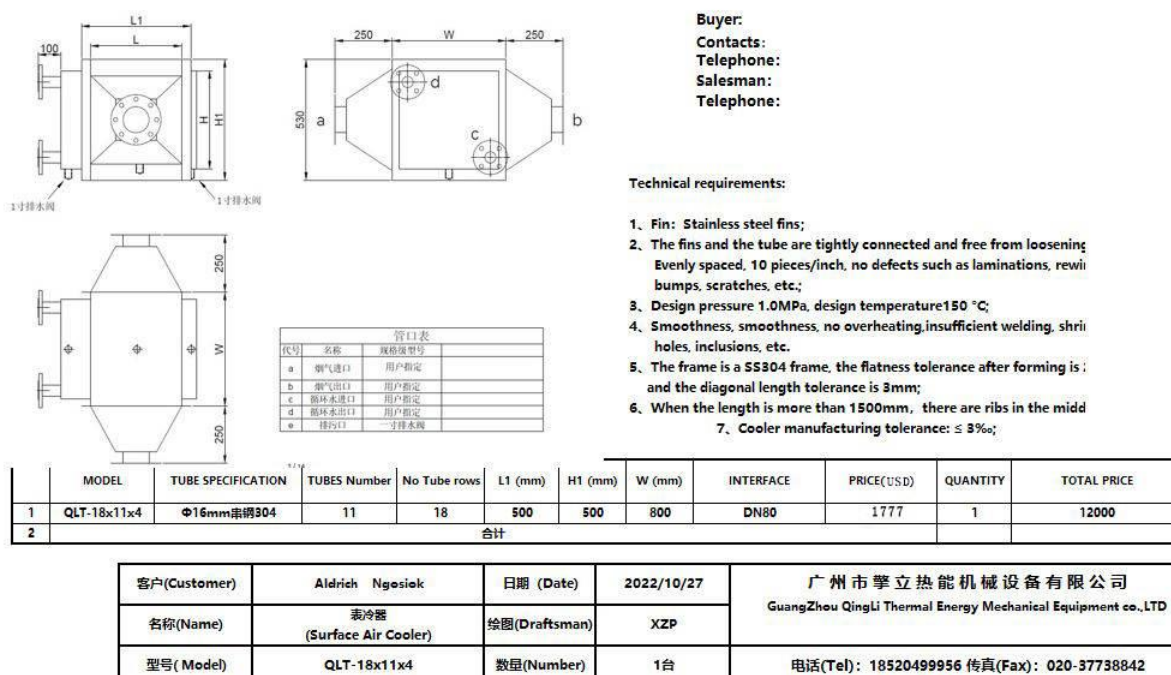 L1
L
100
H
H1
1寸排水阀
1寸排水阀
250
W
250
530
a
b
c
d
250
W
250
Buyer:
Contacts:
Telephone:
Salesman:
Telephone:
Technical requirements:
1、Fin: Stainless steel fins;
2、The fins and the tube are tightly connected and free from loosening
Evenly spaced, 10 pieces/inch, no defects such as laminations, rewi
bumps, scratches, etc.;
3、Design pressure 1.0MPa, design temperature150 °C;
4、Smoothness, smoothness, no overheating,insufficient welding, shri
holes, inclusions, etc.
5、The frame is a SS304 frame, the flatness tolerance after forming is
and the diagonal length tolerance is 3mm;
6、When the length is more than 1500mm, there are ribs in the midd
7、Cooler manufacturing tolerance: ≤ 3‰;
管口表
代号 名称 规格级型号
a 烟气进口 用户指定
b 烟气出口 用户指定
c 循环水进口 用户指定
d 循环水出口 用户指定
e 排污口 一寸排水阀
MODEL TUBE SPECIFICATION TUBES Number No Tube rows L1 (mm) H1 (mm) W (mm) INTERFACE PRICE(USD) QUANTITY TOTAL PRICE
1 QLT-18x11x4 Φ16mm串钢304 11 18 500 500 800 DN80 1777 1 12000
2 合计
客户(Customer) Aldrich Ngosiok 日期 (Date) 2022/10/27 广州市擎立热能机械设备有限公司
GuangZhou QingLi Thermal Energy Mechanical Equipment co.,LTD
名称(Name) 表冷器 (Surface Air Cooler) 绘图(Draftsman) XZP
型号( Model) QLT-18x11x4 数量(Number) 1台 电话(Tel): 18520499956 传真(Fax): 020-37738842